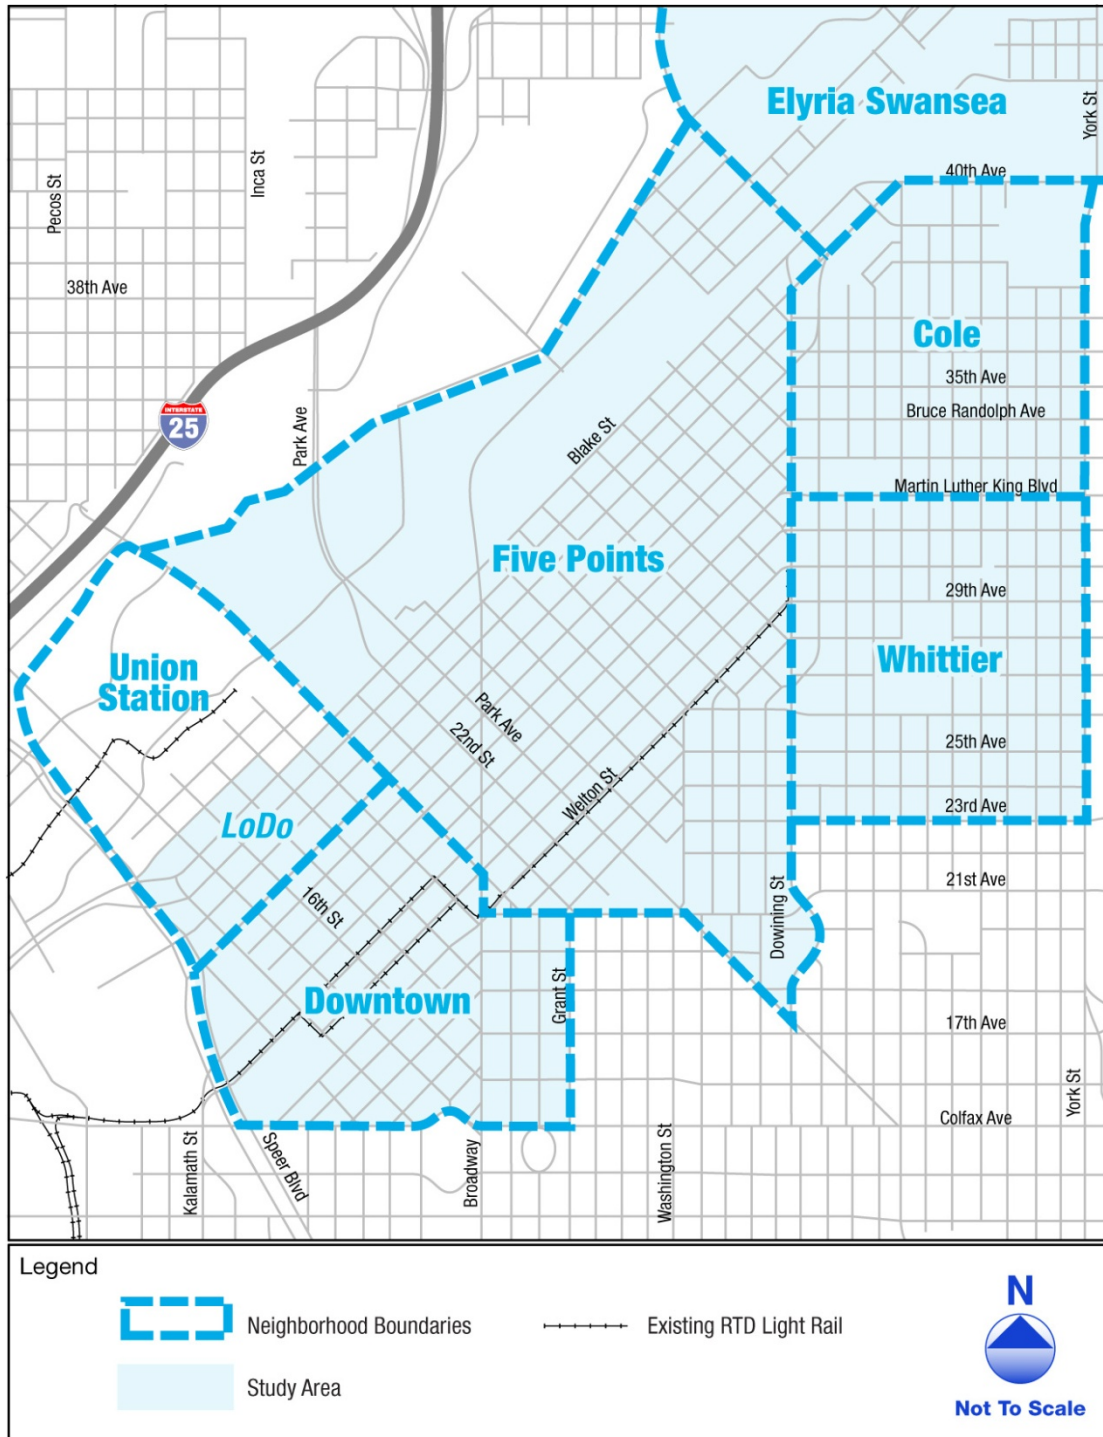 Elyria Swansea
York St
40th Ave
Inca St
Pecos St
38th Ave
Cole
35th Ave
Bruce Randolph Ave
INTERSTATE
25
Park Ave
Blake St
Martin Luther King Blvd
Five Points
29th Ave
Union
Station
Whittier
Park Ave
22nd St
25th Ave
Welton St
23rd Ave
LoDo
21st Ave
16th St
Dowining St
Downtown
Grant St
17th Ave
York St
Colfax Ave
Kalamath St
Speer Blvd
Broadway
Washington St
Legend
Neighborhood Boundaries
Existing RTD Light Rail
Study Area
N
Not To Scale